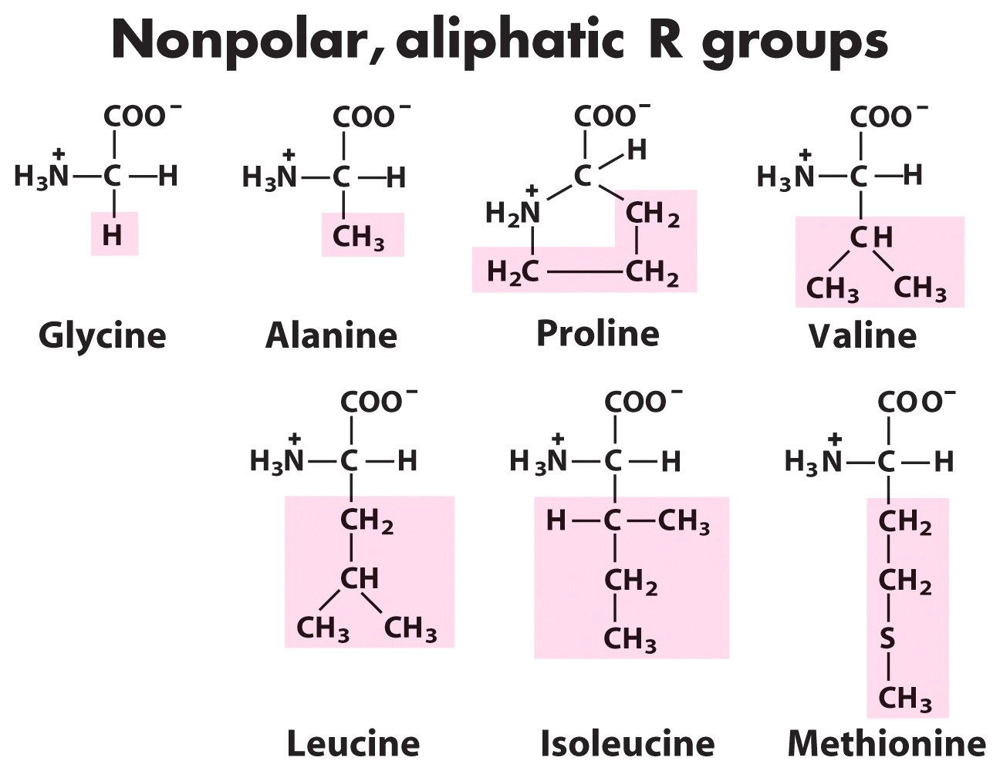 Nonpolar, aliphatic R groups
COO⁻ COO⁻ COO⁻ COO⁻
H₃N⁺—C—H H₃N⁺—C—H C H H₃N⁺—C—H
H₂N⁺ CH₂
H CH₃ CH
H₂C CH₂ CH₃ CH₃
Glycine Alanine Proline Valine
COO⁻ COO⁻ COO⁻
H₃N⁺—C—H H₃N⁺—C—H H₃N⁺—C—H
CH₂ H—C—CH₃ CH₂
CH CH₂ CH₂
CH₃ CH₃ CH₃ S
CH₃
Leucine Isoleucine Methionine